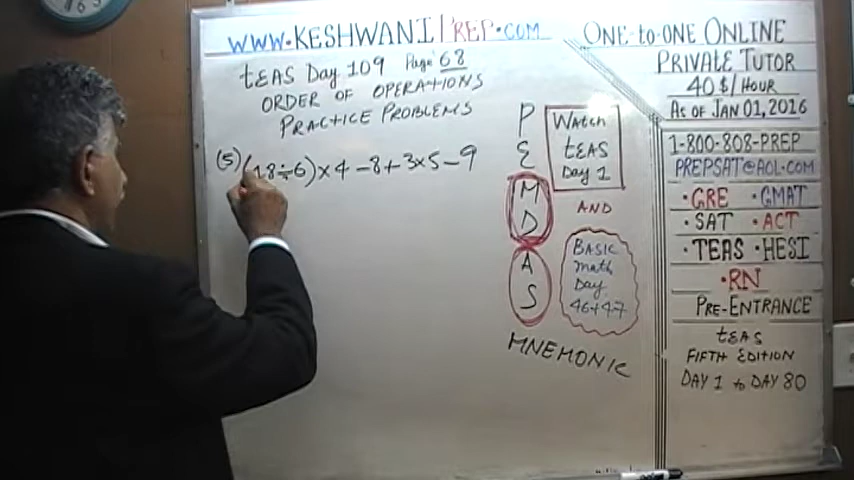 WWW.KESHWANI PREP.COM
TEAS DAY 109 Page 68
ORDER OF OPERATIONS
PRACTICE PROBLEMS
(5) (18÷6)×4-8+3×5-9
P
E
M
D
A
S
MNEMONIC
WATCH
TEAS
DAY 1
AND
BASIC
math
DAY
46+47
ONE-to-ONE ONLINE
PRIVATE TUTOR
40$/HOUR
AS OF JAN 01,2016
1-800-808-PREP
PREPSAT@AOL.COM
•GRE •GMAT
•SAT •ACT
•TEAS •HESI
•RN
PRE-ENTRANCE
TEAS
FIFTH EDITION
DAY 1 to DAY 80